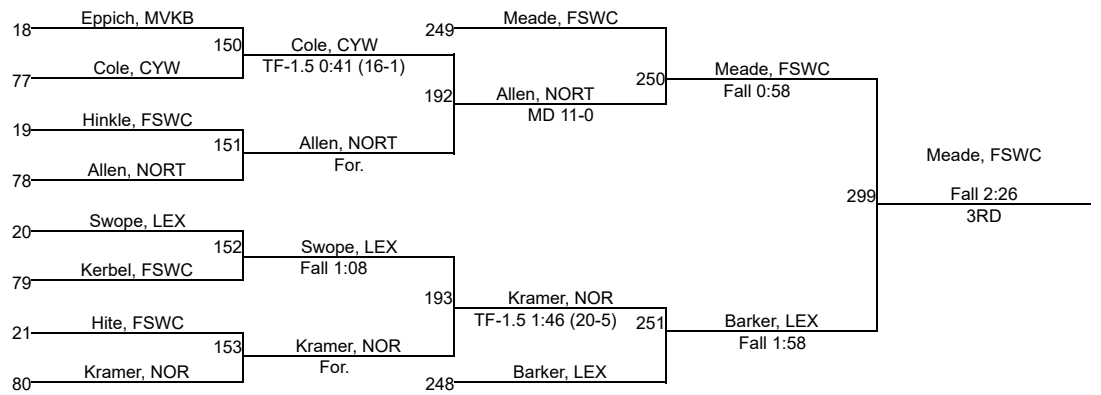 18
Eppich, MVKB
150
77
Cole, CYW
Cole, CYW
TF-1.5 0:41 (16-1)
19
Hinkle, FSWC
151
78
Allen, NORT
Allen, NORT
For.
192
249
Meade, FSWC
Allen, NORT
MD 11-0
250
Meade, FSWC
Fall 0:58
20
Swope, LEX
152
79
Kerbel, FSWC
Swope, LEX
Fall 1:08
21
Hite, FSWC
153
80
Kramer, NOR
Kramer, NOR
For.
193
Kramer, NOR
TF-1.5 1:46 (20-5)
248
Barker, LEX
251
Barker, LEX
Fall 1:58
299
Meade, FSWC
Fall 2:26
3RD